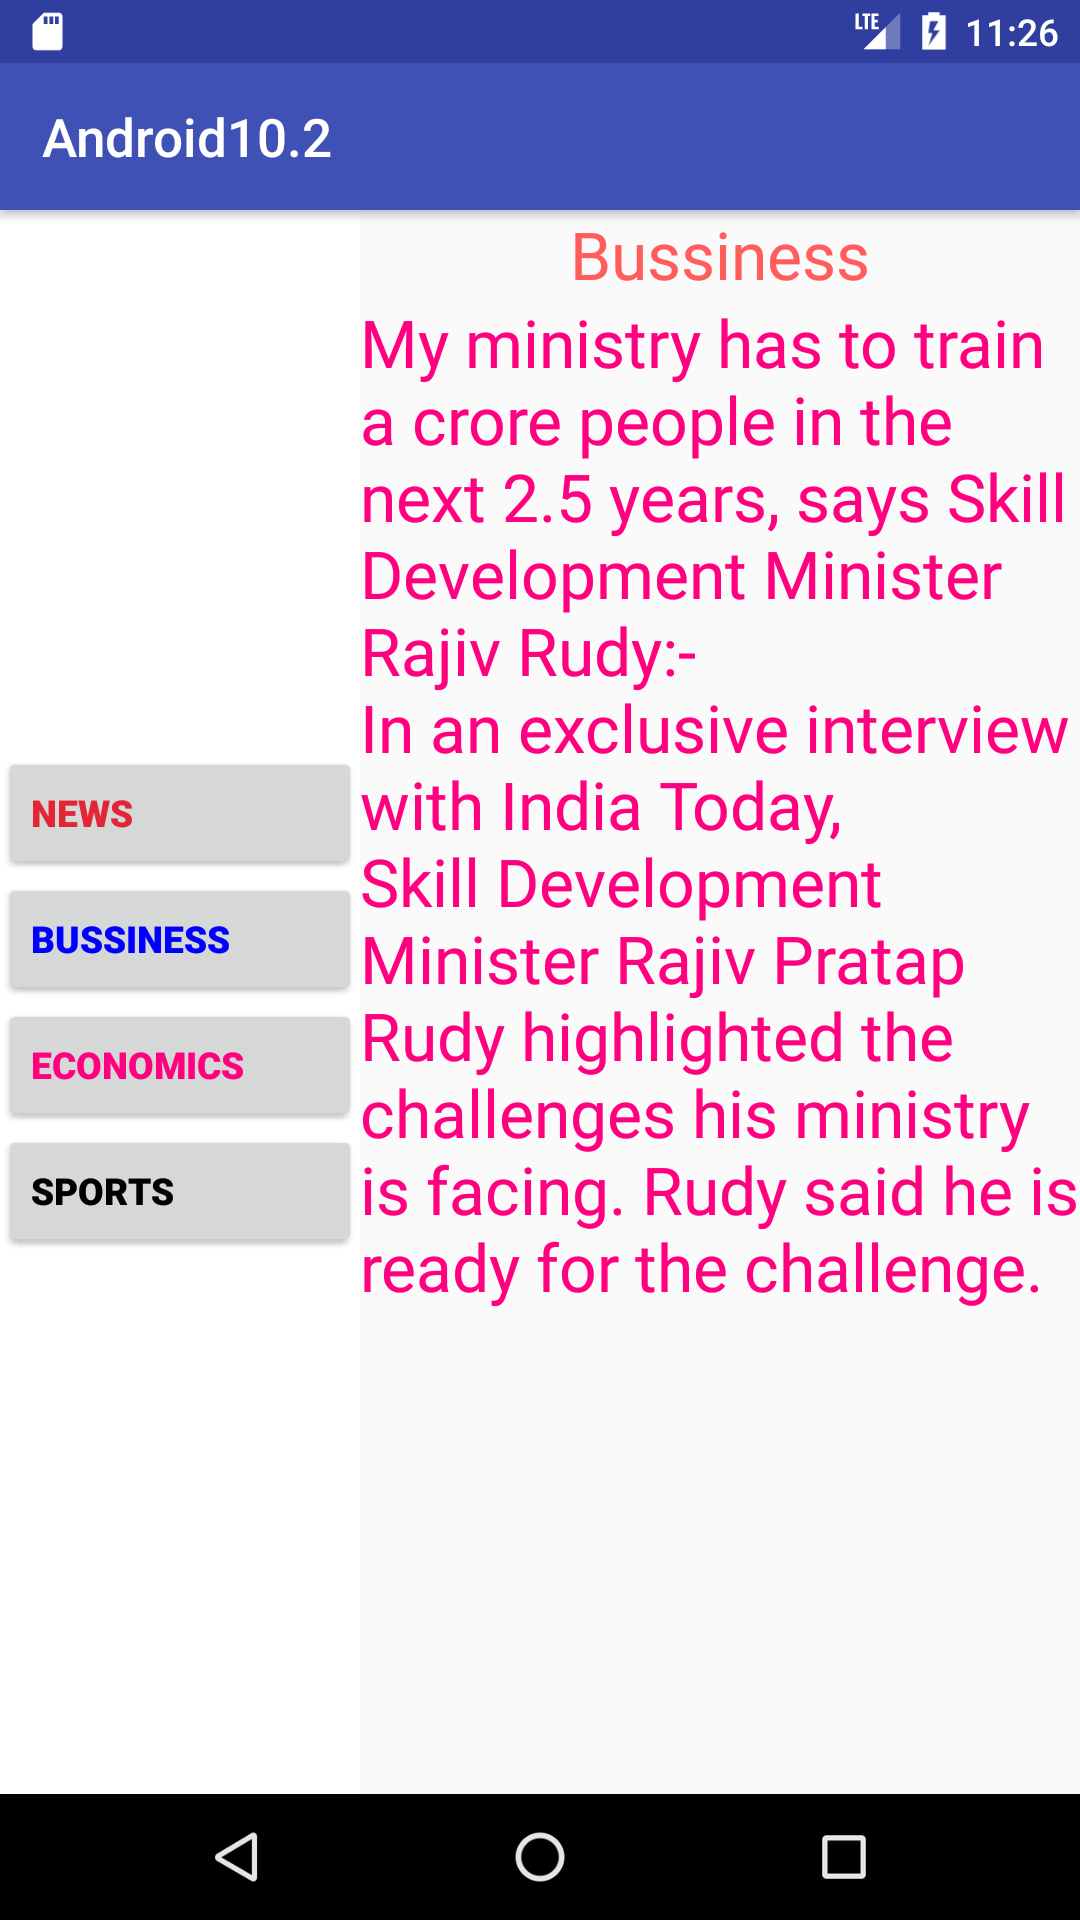 LTE 11:26
Android10.2
Bussiness
My ministry has to train
a crore people in the
next 2.5 years, says Skill
Development Minister
Rajiv Rudy:-
In an exclusive interview
with India Today,
Skill Development
Minister Rajiv Pratap
Rudy highlighted the
challenges his ministry
is facing. Rudy said he is
ready for the challenge.
NEWS
BUSSINESS
ECONOMICS
SPORTS